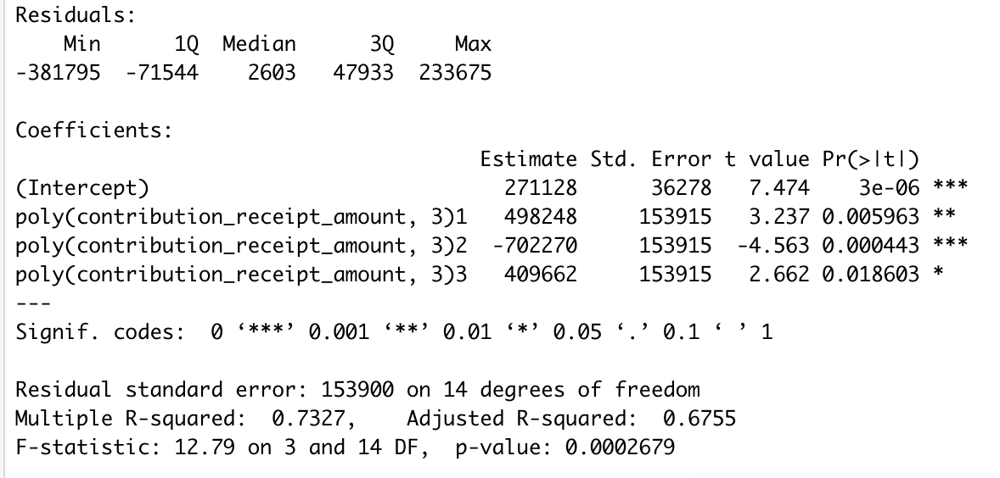 Residuals:
    Min      1Q  Median      3Q     Max
-381795  -71544    2603   47933  233675

Coefficients:
                                    Estimate Std. Error t value Pr(>|t|)
(Intercept)                           271128      36278   7.474    3e-06 ***
poly(contribution_receipt_amount, 3)1   498248     153915   3.237 0.005963 **
poly(contribution_receipt_amount, 3)2  -702270     153915  -4.563 0.000443 ***
poly(contribution_receipt_amount, 3)3   409662     153915   2.662 0.018603 *
---
Signif. codes:  0 ‘***’ 0.001 ‘**’ 0.01 ‘*’ 0.05 ‘.’ 0.1 ‘ ’ 1

Residual standard error: 153900 on 14 degrees of freedom
Multiple R-squared:  0.7327,    Adjusted R-squared:  0.6755
F-statistic: 12.79 on 3 and 14 DF,  p-value: 0.0002679